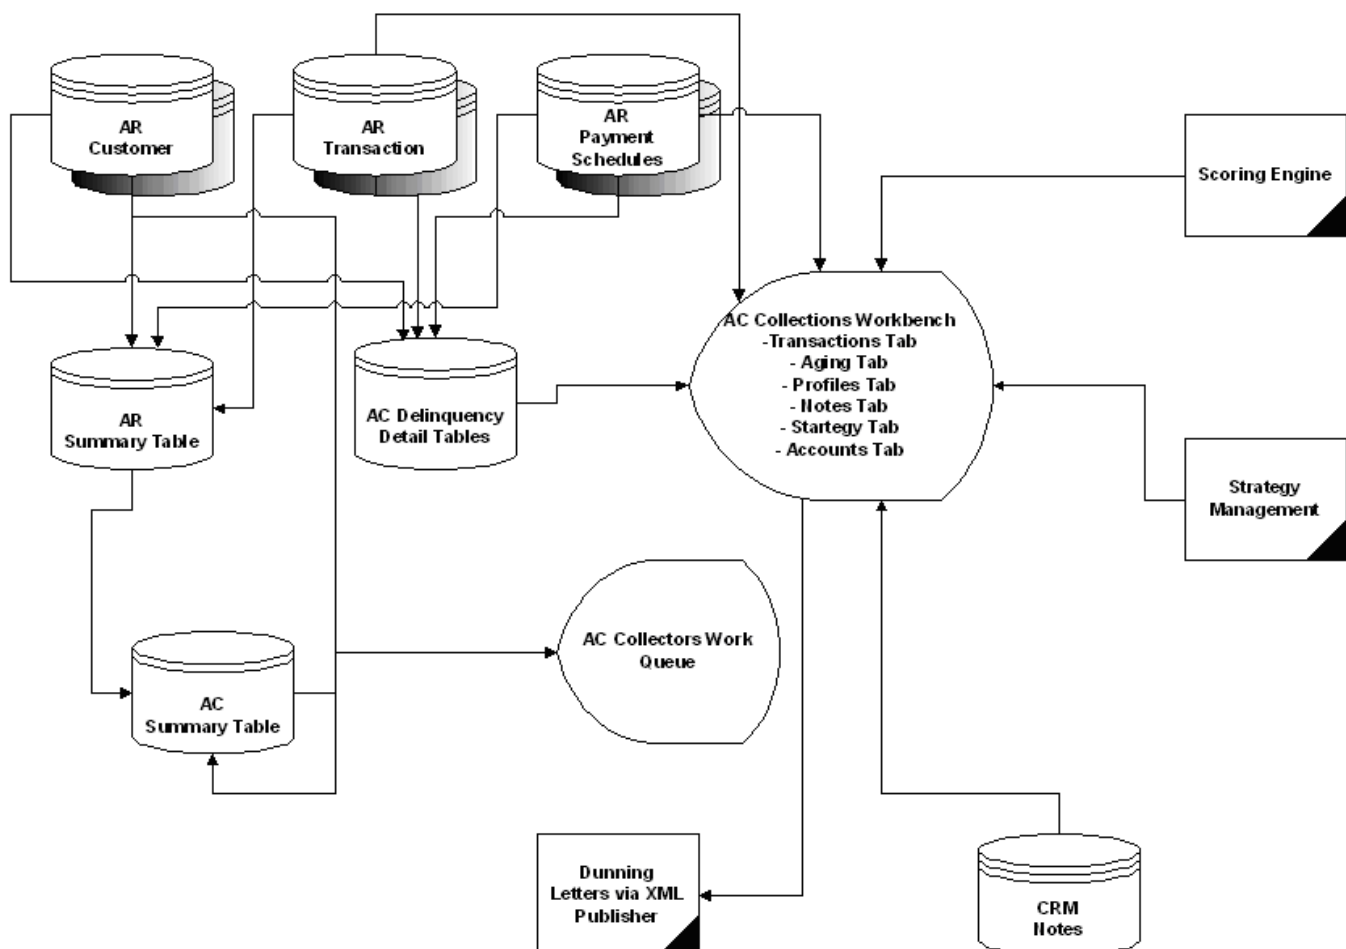 AR
Customer
AR
Transaction
AR
Payment
Schedules
Scoring Engine
AC Collections Workbench
-Transactions Tab
- Aging Tab
- Profiles Tab
- Notes Tab
- Startegy Tab
- Accounts Tab
AR
Summary Table
AC Delinquency
Detail Tables
Strategy
Management
AC Collectors Work
Queue
AC
Summary Table
Dunning
Letters via XML
Publisher
CRM
Notes